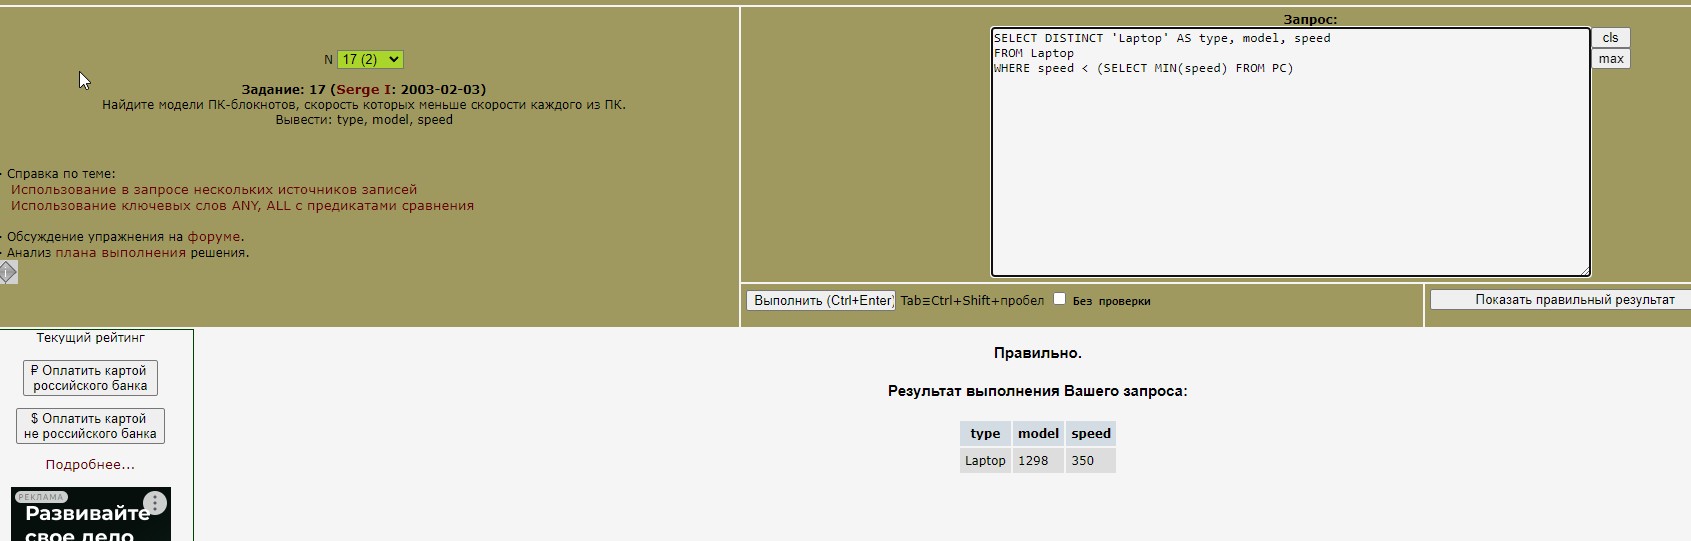 N 17 (2)
Задание: 17 (Serge I: 2003-02-03)
Найдите модели ПК-блокнотов, скорость которых меньше скорости каждого из ПК.
Вывести: type, model, speed
· Справка по теме:
Использование в запросе нескольких источников записей
Использование ключевых слов ANY, ALL с предикатами сравнения
· Обсуждение упражнения на форуме.
· Анализ плана выполнения решения.
Запрос:
SELECT DISTINCT 'Laptop' AS type, model, speed
FROM Laptop
WHERE speed < (SELECT MIN(speed) FROM PC)
cls
max
Выполнить (Ctrl+Enter) Tab≡Ctrl+Shift+пробел Без проверки
Показать правильный результат
Текущий рейтинг
₽ Оплатить картой
российского банка
$ Оплатить картой
не российского банка
Подробнее...
РЕКЛАМА
Развивайте
свое дело
Правильно.
Результат выполнения Вашего запроса:
type model speed
Laptop 1298 350